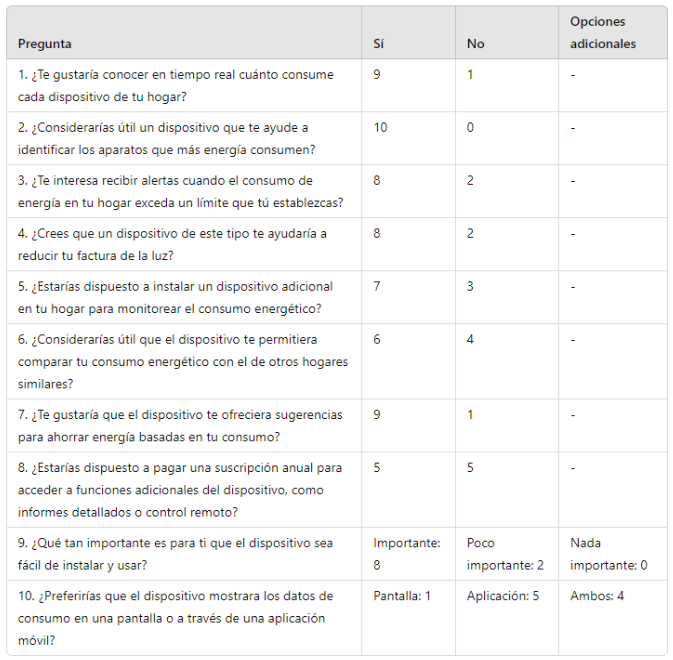 Pregunta Sí No Opciones adicionales
1. ¿Te gustaría conocer en tiempo real cuánto consume
cada dispositivo de tu hogar?
9 1 -
2. ¿Considerarías útil un dispositivo que te ayude a
identificar los aparatos que más energía consumen?
10 0 -
3. ¿Te interesa recibir alertas cuando el consumo de
energía en tu hogar exceda un límite que tú establezcas?
8 2 -
4. ¿Crees que un dispositivo de este tipo te ayudaría a
reducir tu factura de la luz?
8 2 -
5. ¿Estarías dispuesto a instalar un dispositivo adicional
en tu hogar para monitorear el consumo energético?
7 3 -
6. ¿Considerarías útil que el dispositivo te permitiera
comparar tu consumo energético con el de otros hogares
similares?
6 4 -
7. ¿Te gustaría que el dispositivo te ofreciera sugerencias
para ahorrar energía basadas en tu consumo?
9 1 -
8. ¿Estarías dispuesto a pagar una suscripción anual para
acceder a funciones adicionales del dispositivo, como
informes detallados o control remoto?
5 5 -
9. ¿Qué tan importante es para ti que el dispositivo sea
fácil de instalar y usar?
Importante:
8
Poco
importante: 2
Nada
importante: 0
10. ¿Preferirías que el dispositivo mostrara los datos de
consumo en una pantalla o a través de una aplicación
móvil?
Pantalla: 1
Aplicación: 5
Ambos: 4